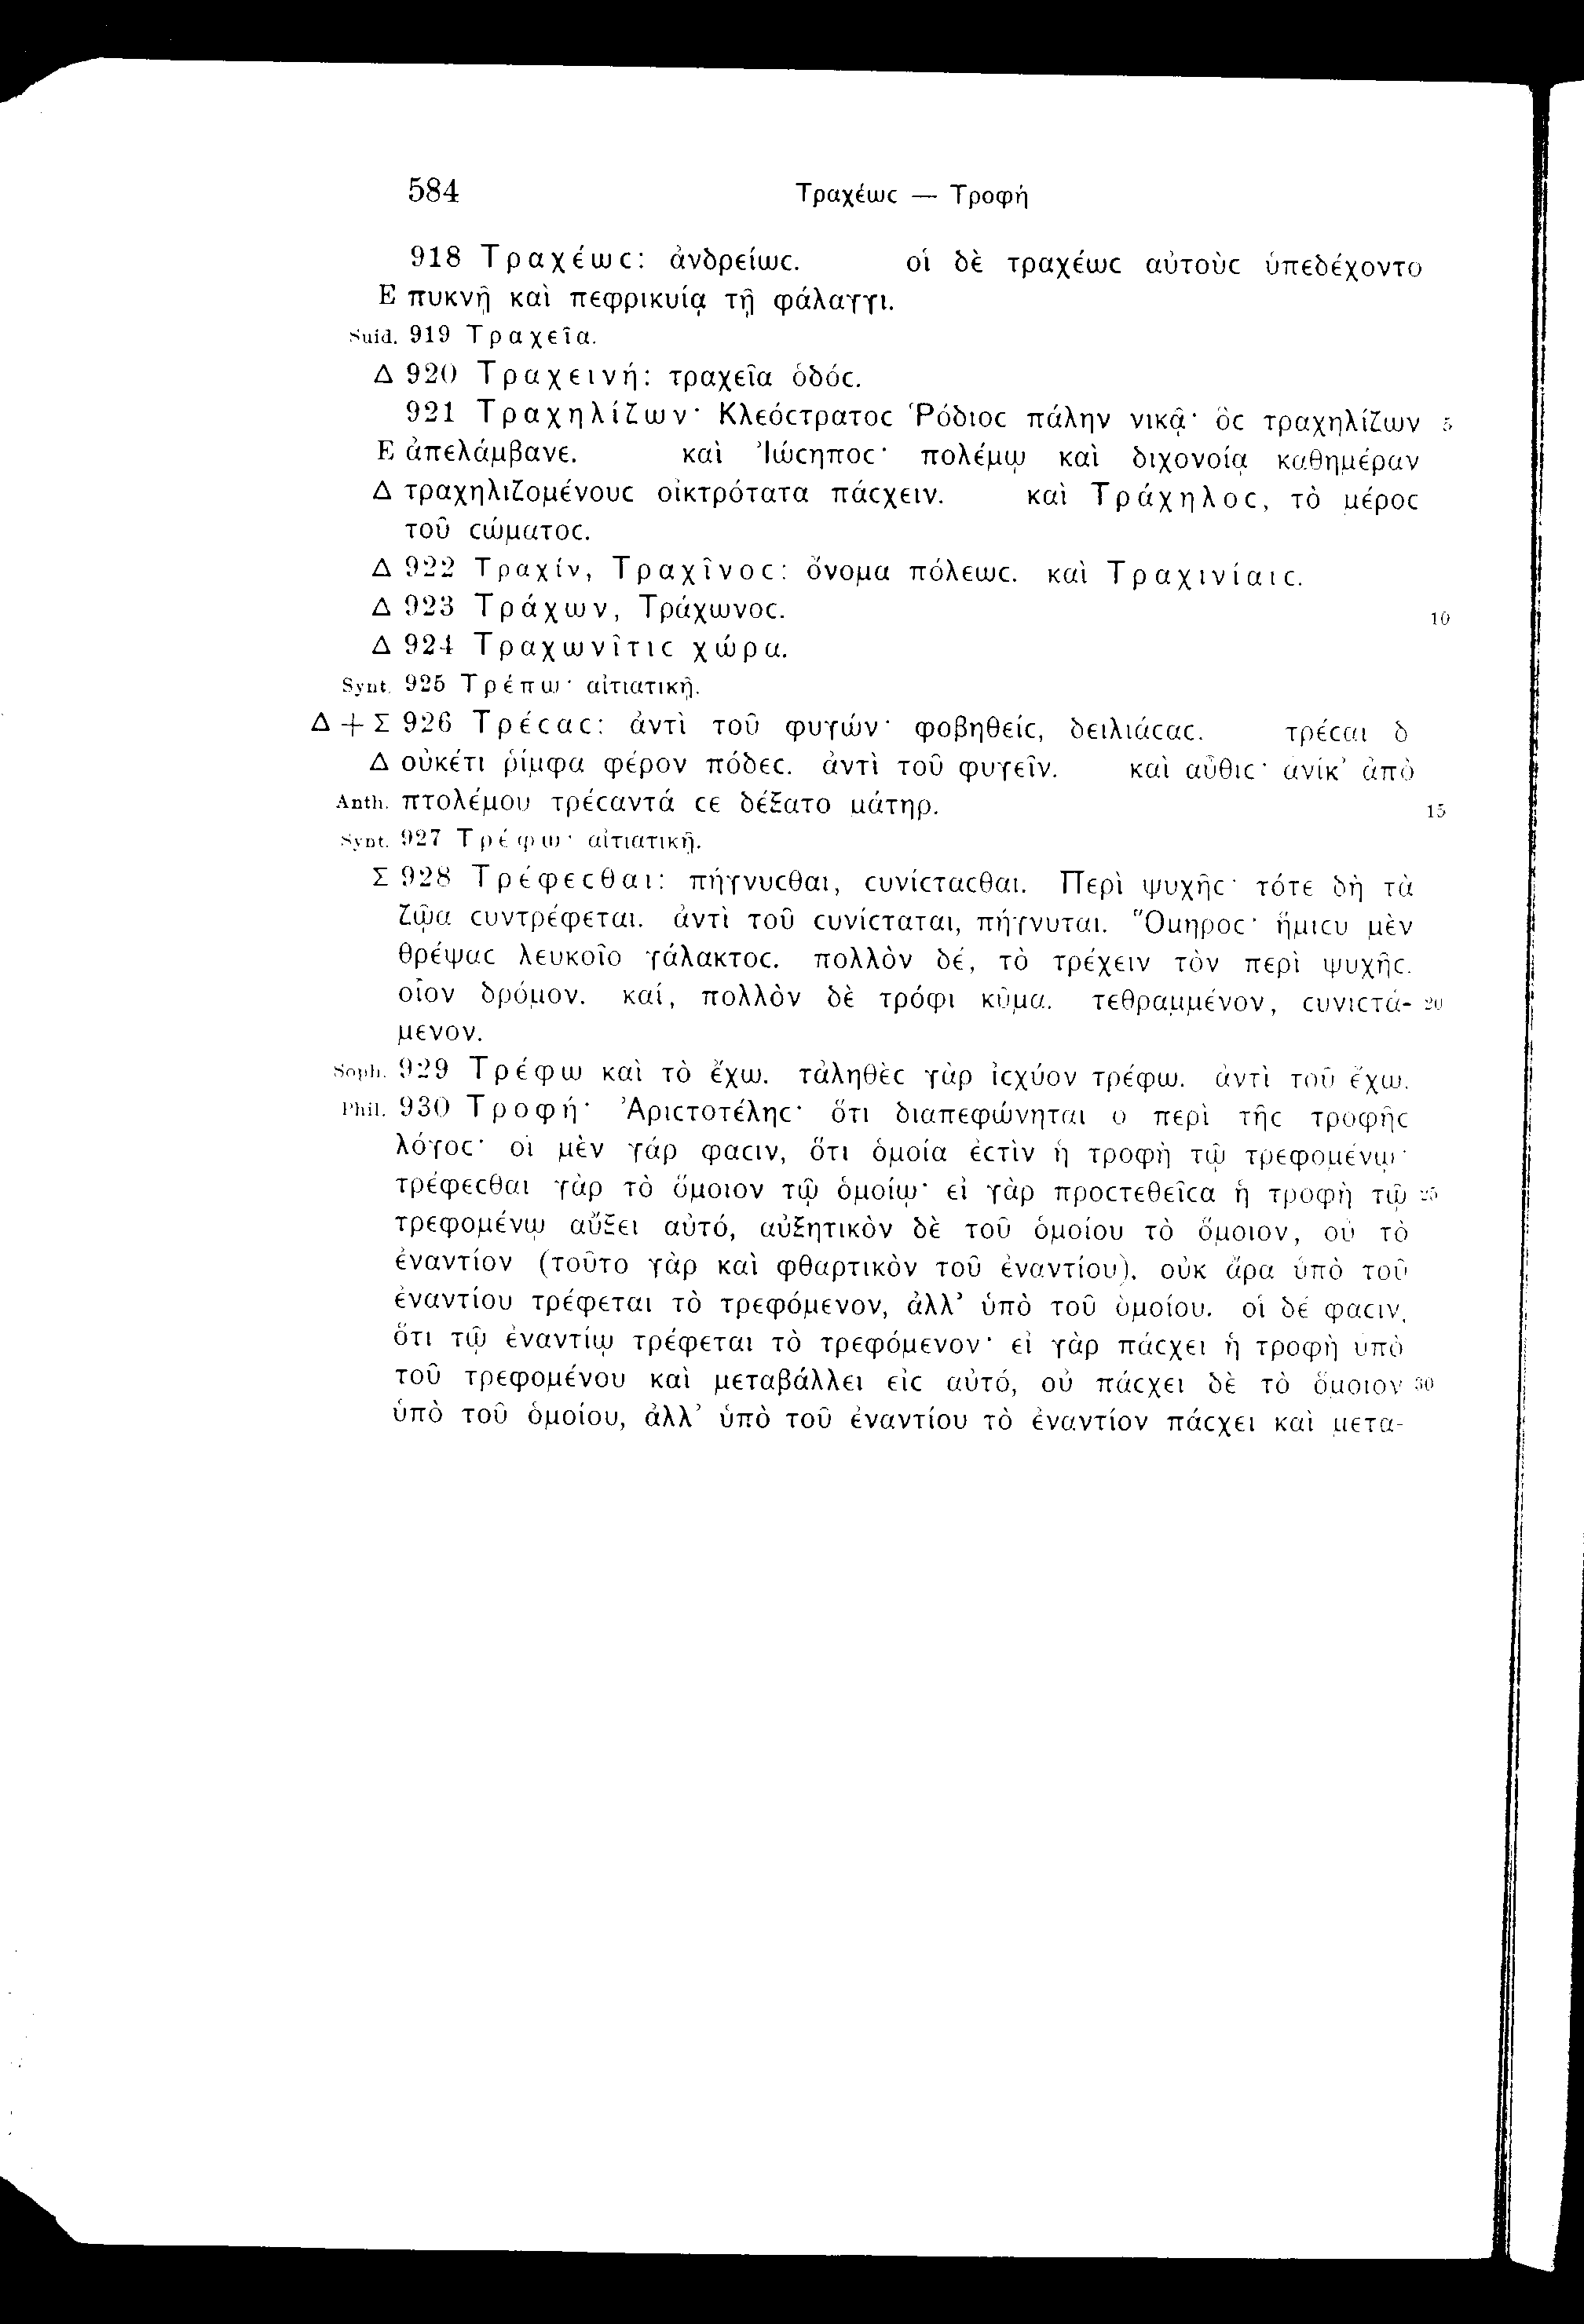 584 Τραχέωϲ — Τροφή
918 Τραχέωϲ: ἀνδρείωϲ. οἱ δὲ τραχέωϲ αὐτοὺϲ ὑπεδέχοντο
E πυκνῇ καὶ πεφρικυίᾳ τῇ φάλαγγι.
Suid. 919 Τραχεῖα.
Δ 920 Τραχεινή: τραχεῖα ὁδόϲ.
921 Τραχηλίζων· Κλεόϲτρατοϲ Ῥόδιοϲ πάλην νικᾷ· ὃϲ τραχηλίζων 5
E ἀπελάμβανε. καὶ Ἰώϲηποϲ· πολέμῳ καὶ διχονοίᾳ καθημέραν
Δ τραχηλιζομένουϲ οἰκτρότατα πάϲχειν. καὶ Τράχηλοϲ, τὸ μέροϲ
τοῦ ϲώματοϲ.
Δ 922 Τραχίν, Τραχῖνοϲ: ὄνομα πόλεωϲ. καὶ Τραχινίαιϲ.
Δ 923 Τράχων, Τράχωνοϲ. 10
Δ 924 Τραχωνῖτιϲ χώρα.
Synt. 925 Τρέπω· αἰτιατικῇ.
Δ + Σ 926 Τρέϲαϲ: ἀντὶ τοῦ φυγών· φοβηθείϲ, δειλιάϲαϲ. τρέϲαι δ
Δ οὐκέτι ῥίμφα φέρον πόδεϲ. ἀντὶ τοῦ φυγεῖν. καὶ αὖθιϲ· ἁνίκ' ἀπὸ
Anth. πτολέμου τρέϲαντά ϲε δέξατο μάτηρ. 15
Synt. 927 Τρέφω· αἰτιατικῇ.
Σ 928 Τρέφεϲθαι: πήγνυϲθαι, ϲυνίϲταϲθαι. Περὶ ψυχῆϲ· τότε δὴ τὰ
ζῷα ϲυντρέφεται. ἀντὶ τοῦ ϲυνίϲταται, πήγνυται. Ὅμηροϲ· ἥμιϲυ μὲν
θρέψαϲ λευκοῖο γάλακτοϲ. πολλὸν δέ, τὸ τρέχειν τὸν περὶ ψυχῆϲ.
οἷον δρόμον. καί, πολλὸν δὲ τρόφι κῦμα. τεθραμμένον, ϲυνιϲτά- 20
μενον.
Soph. 929 Τρέφω καὶ τὸ ἔχω. τἀληθὲϲ γὰρ ἰϲχύον τρέφω. ἀντὶ τοῦ ἔχω.
Phil. 930 Τροφή· Ἀριϲτοτέληϲ· ὅτι διαπεφώνηται ὁ περὶ τῆϲ τροφῆϲ
λόγοϲ· οἱ μὲν γάρ φαϲιν, ὅτι ὁμοία ἐϲτὶν ἡ τροφὴ τῷ τρεφομένῳ·
τρέφεϲθαι γὰρ τὸ ὅμοιον τῷ ὁμοίῳ· εἰ γὰρ προϲτεθεῖϲα ἡ τροφὴ τῷ 25
τρεφομένῳ αὔξει αὐτό, αὐξητικὸν δὲ τοῦ ὁμοίου τὸ ὅμοιον, οὐ τὸ
ἐναντίον (τοῦτο γὰρ καὶ φθαρτικὸν τοῦ ἐναντίου). οὐκ ἄρα ὑπὸ τοῦ
ἐναντίου τρέφεται τὸ τρεφόμενον, ἀλλ' ὑπὸ τοῦ ὁμοίου. οἱ δέ φαϲιν,
ὅτι τῷ ἐναντίῳ τρέφεται τὸ τρεφόμενον· εἰ γὰρ πάϲχει ἡ τροφὴ ὑπὸ
τοῦ τρεφομένου καὶ μεταβάλλει εἰϲ αὐτό, οὐ πάϲχει δὲ τὸ ὅμοιον 30
ὑπὸ τοῦ ὁμοίου, ἀλλ' ὑπὸ τοῦ ἐναντίου τὸ ἐναντίον πάϲχει καὶ μετα-